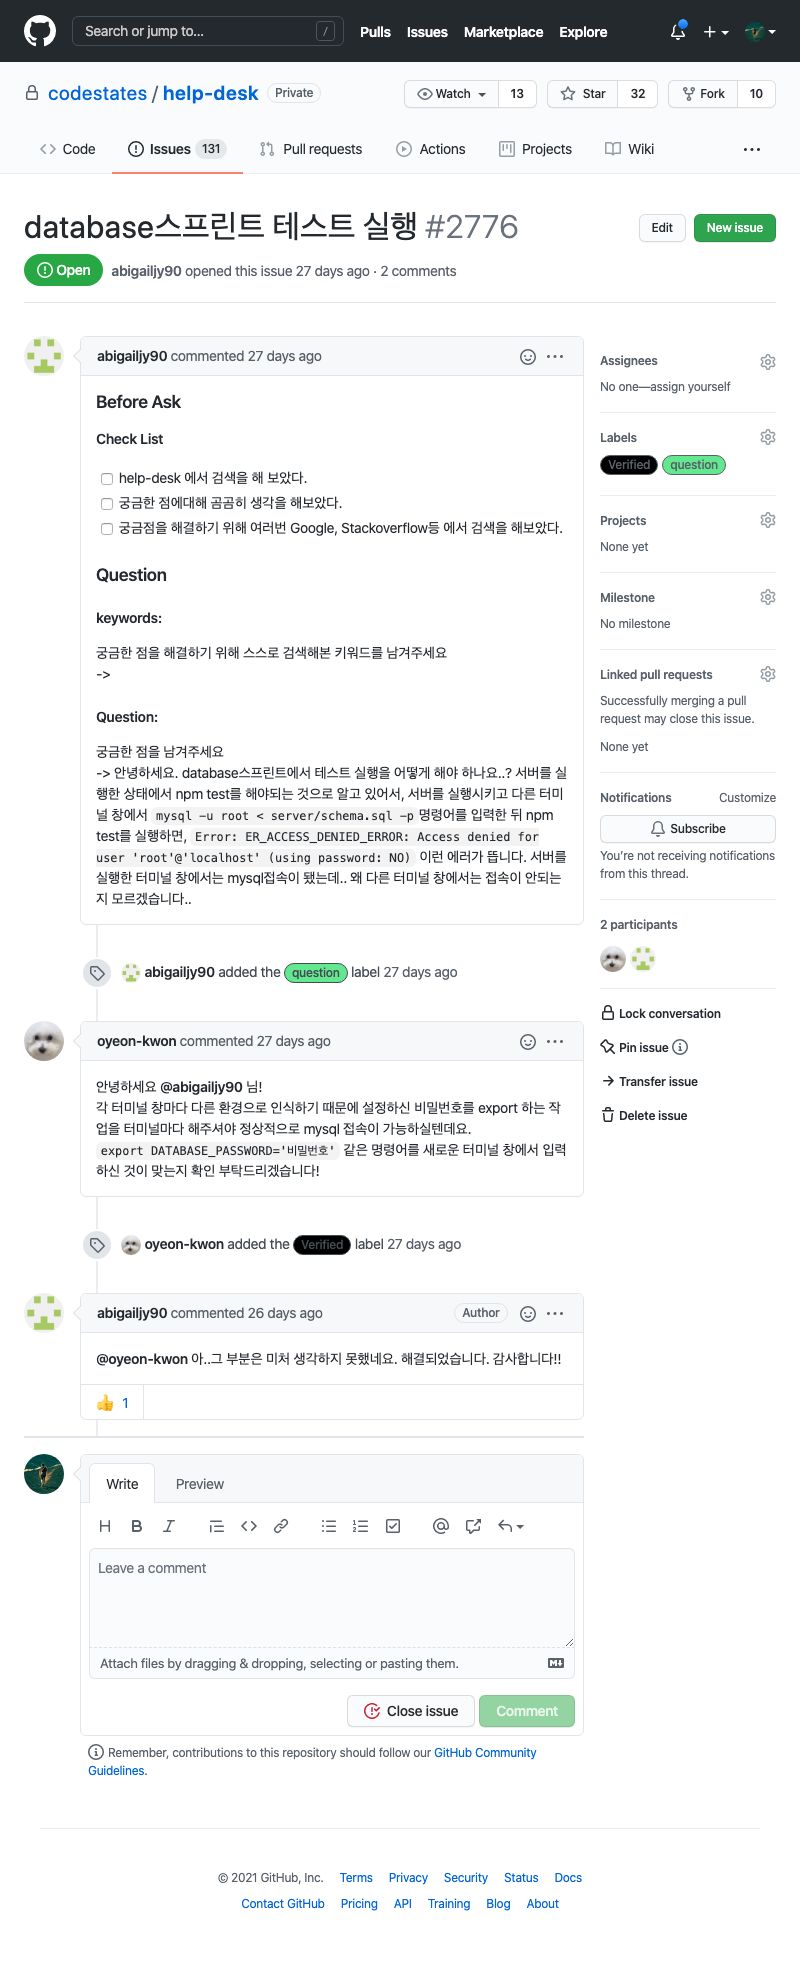 Search or jump to... /
Pulls Issues Marketplace Explore
codestates / help-desk Private
Watch 13 Star 32 Fork 10
Code Issues 131 Pull requests Actions Projects Wiki
database스프린트 테스트 실행 #2776
Edit New issue
Open abigailjy90 opened this issue 27 days ago · 2 comments
abigailjy90 commented 27 days ago
Before Ask
Check List
help-desk 에서 검색을 해 보았다.
궁금한 점에대해 곰곰히 생각을 해보았다.
궁금점을 해결하기 위해 여러번 Google, Stackoverflow등 에서 검색을 해보았다.
Question
keywords:
궁금한 점을 해결하기 위해 스스로 검색해본 키워드를 남겨주세요
->
Question:
궁금한 점을 남겨주세요
-> 안녕하세요. database스프린트에서 테스트 실행을 어떻게 해야 하나요..? 서버를 실
행한 상태에서 npm test를 해야되는 것으로 알고 있어서, 서버를 실행시키고 다른 터미
널 창에서 mysql -u root < server/schema.sql -p 명령어를 입력한 뒤 npm
test를 실행하면, Error: ER_ACCESS_DENIED_ERROR: Access denied for
user 'root'@'localhost' (using password: NO) 이런 에러가 뜹니다. 서버를
실행한 터미널 창에서는 mysql접속이 됐는데.. 왜 다른 터미널 창에서는 접속이 안되는
지 모르겠습니다..
abigailjy90 added the question label 27 days ago
oyeon-kwon commented 27 days ago
안녕하세요 @abigailjy90 님!
각 터미널 창마다 다른 환경으로 인식하기 때문에 설정하신 비밀번호를 export 하는 작
업을 터미널마다 해주셔야 정상적으로 mysql 접속이 가능하실텐데요.
export DATABASE_PASSWORD='비밀번호' 같은 명령어를 새로운 터미널 창에서 입력
하신 것이 맞는지 확인 부탁드리겠습니다!
oyeon-kwon added the Verified label 27 days ago
abigailjy90 commented 26 days ago Author
@oyeon-kwon 아..그 부분은 미처 생각하지 못했네요. 해결되었습니다. 감사합니다!!
1
Write Preview
Leave a comment
Attach files by dragging & dropping, selecting or pasting them.
Close issue Comment
Remember, contributions to this repository should follow our GitHub Community
Guidelines.
Assignees
No one—assign yourself
Labels
Verified question
Projects
None yet
Milestone
No milestone
Linked pull requests
Successfully merging a pull
request may close this issue.
None yet
Notifications Customize
Subscribe
You're not receiving notifications
from this thread.
2 participants
Lock conversation
Pin issue
Transfer issue
Delete issue
© 2021 GitHub, Inc. Terms Privacy Security Status Docs
Contact GitHub Pricing API Training Blog About